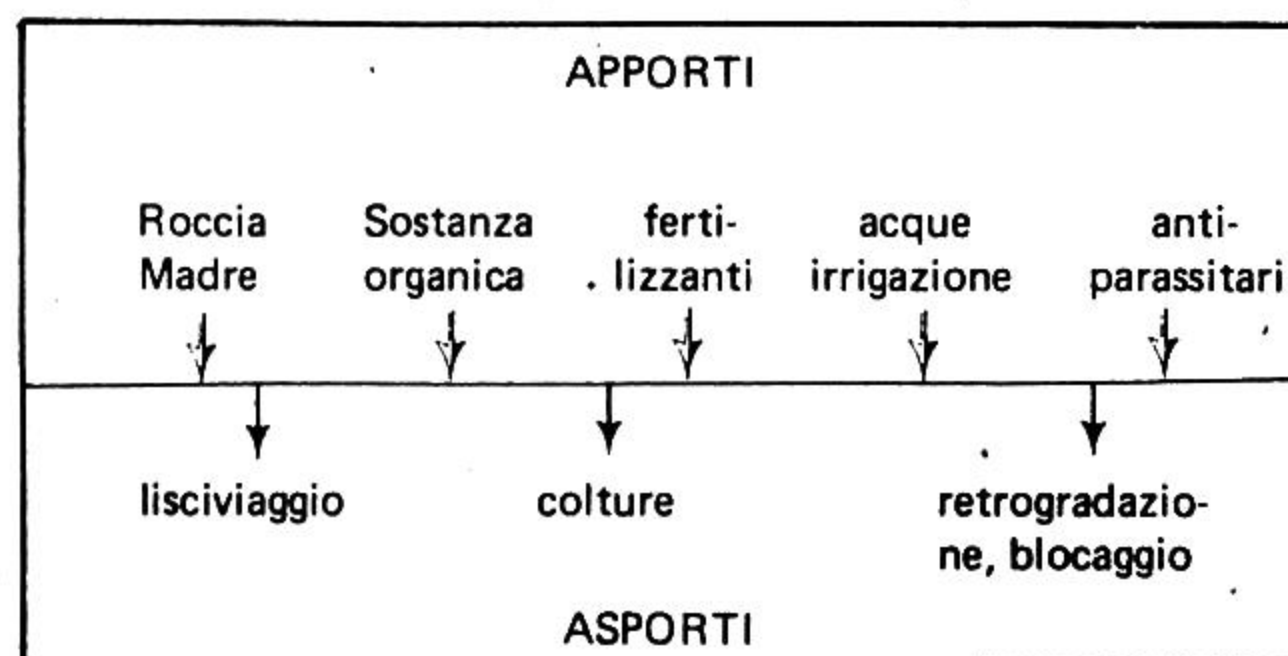 APPORTI
Roccia Sostanza ferti- acque anti-
Madre organica lizzanti irrigazione parassitari
lisciviaggio colture retrogradazio-
ne, blocaggio
ASPORTI